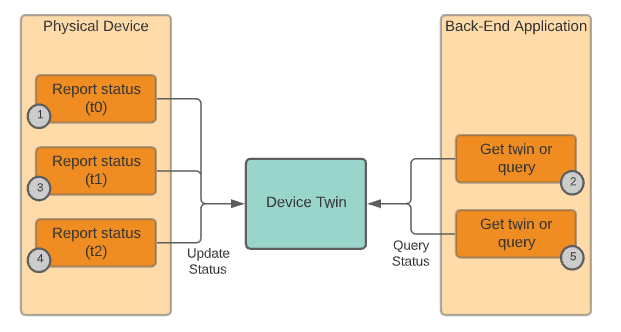 Physical Device
Back-End Application
Report status
(t0)
1
Report status
(t1)
3
Report status
(t2)
4
Update
Status
Device Twin
Query
Status
Get twin or
query
2
Get twin or
query
5